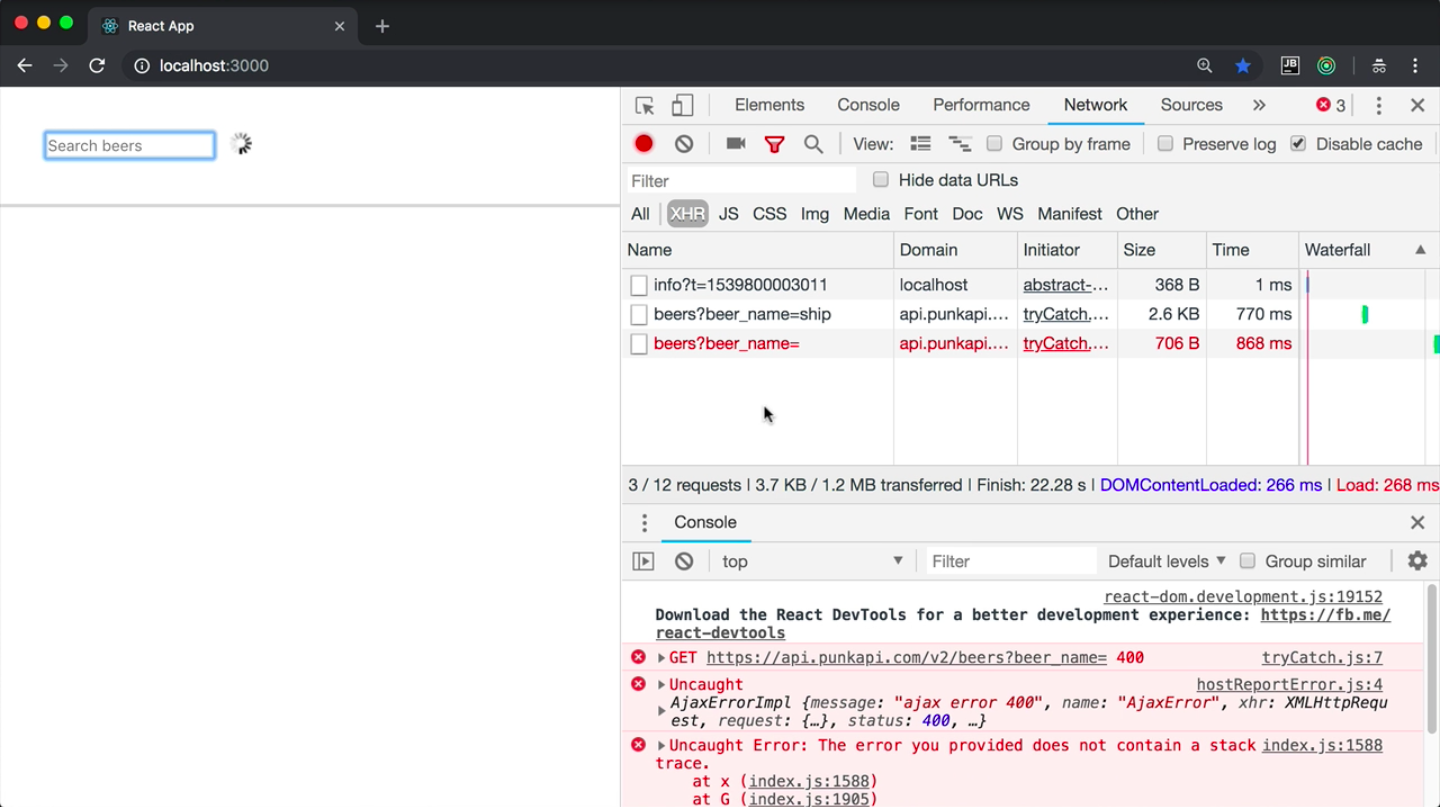 React App
localhost:3000
JB
Search beers
Elements Console Performance Network Sources » 3
View: Group by frame Preserve log Disable cache
Filter Hide data URLs
All XHR JS CSS Img Media Font Doc WS Manifest Other
Name Domain Initiator Size Time Waterfall
info?t=1539800003011 localhost abstract-… 368 B 1 ms
beers?beer_name=ship api.punkapi.… tryCatch.… 2.6 KB 770 ms
beers?beer_name= api.punkapi.… tryCatch.… 706 B 868 ms
3 / 12 requests | 3.7 KB / 1.2 MB transferred | Finish: 22.28 s | DOMContentLoaded: 266 ms | Load: 268 ms
Console
top Filter Default levels Group similar
react-dom.development.js:19152
Download the React DevTools for a better development experience: https://fb.me/
react-devtools
GET https://api.punkapi.com/v2/beers?beer_name= 400 tryCatch.js:7
Uncaught hostReportError.js:4
AjaxErrorImpl {message: "ajax error 400", name: "AjaxError", xhr: XMLHttpRequ
est, request: {…}, status: 400, …}
Uncaught Error: The error you provided does not contain a stack index.js:1588
trace.
at x (index.js:1588)
at G (index.js:1905)